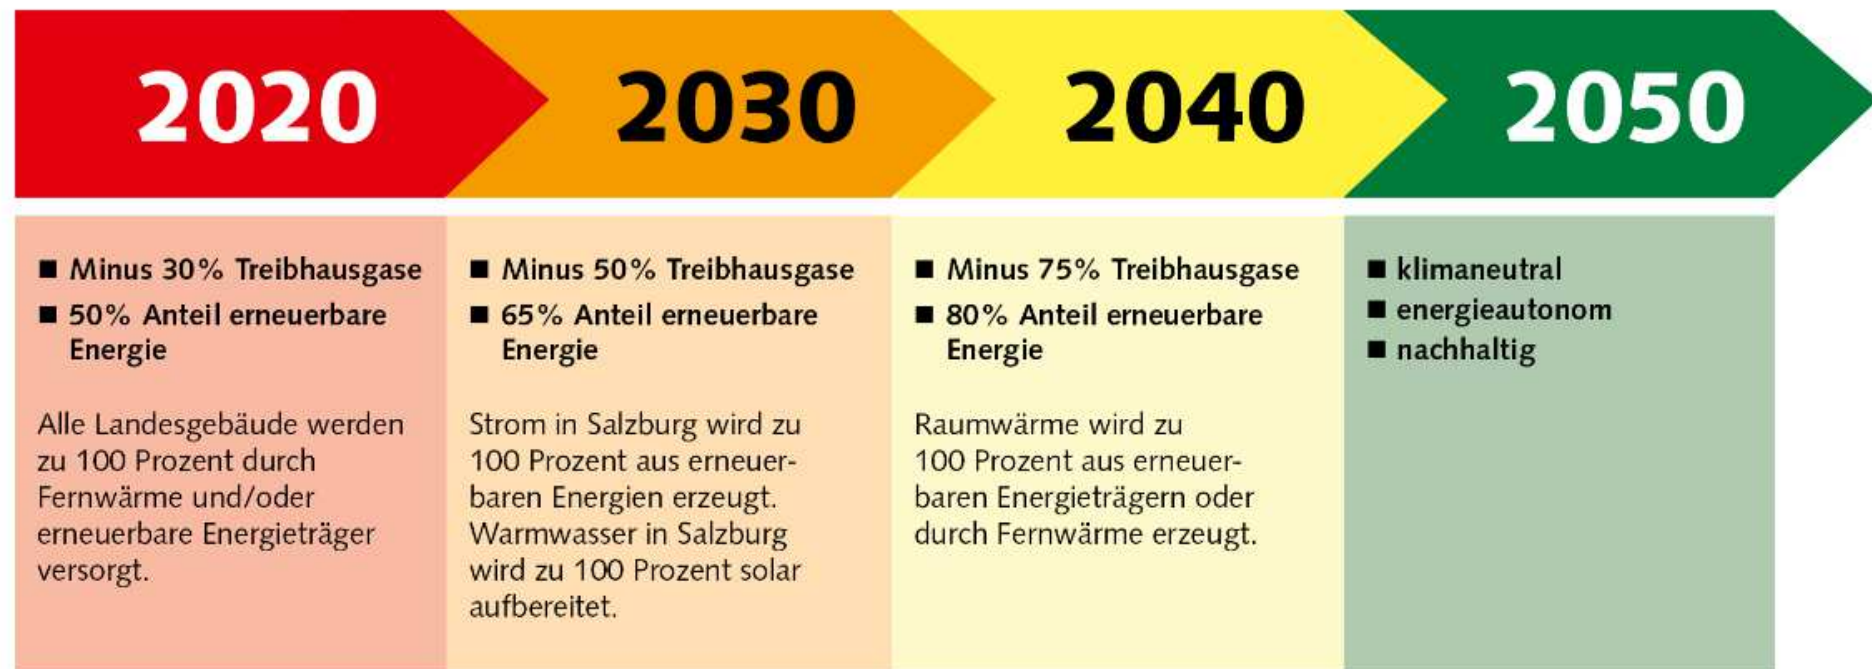 2020
2030
2040
2050
■ Minus 30% Treibhausgase
■ 50% Anteil erneuerbare
Energie
Alle Landesgebäude werden
zu 100 Prozent durch
Fernwärme und/oder
erneuerbare Energieträger
versorgt.
■ Minus 50% Treibhausgase
■ 65% Anteil erneuerbare
Energie
Strom in Salzburg wird zu
100 Prozent aus erneuer-
baren Energien erzeugt.
Warmwasser in Salzburg
wird zu 100 Prozent solar
aufbereitet.
■ Minus 75% Treibhausgase
■ 80% Anteil erneuerbare
Energie
Raumwärme wird zu
100 Prozent aus erneuer-
baren Energieträgern oder
durch Fernwärme erzeugt.
■ klimaneutral
■ energieautonom
■ nachhaltig